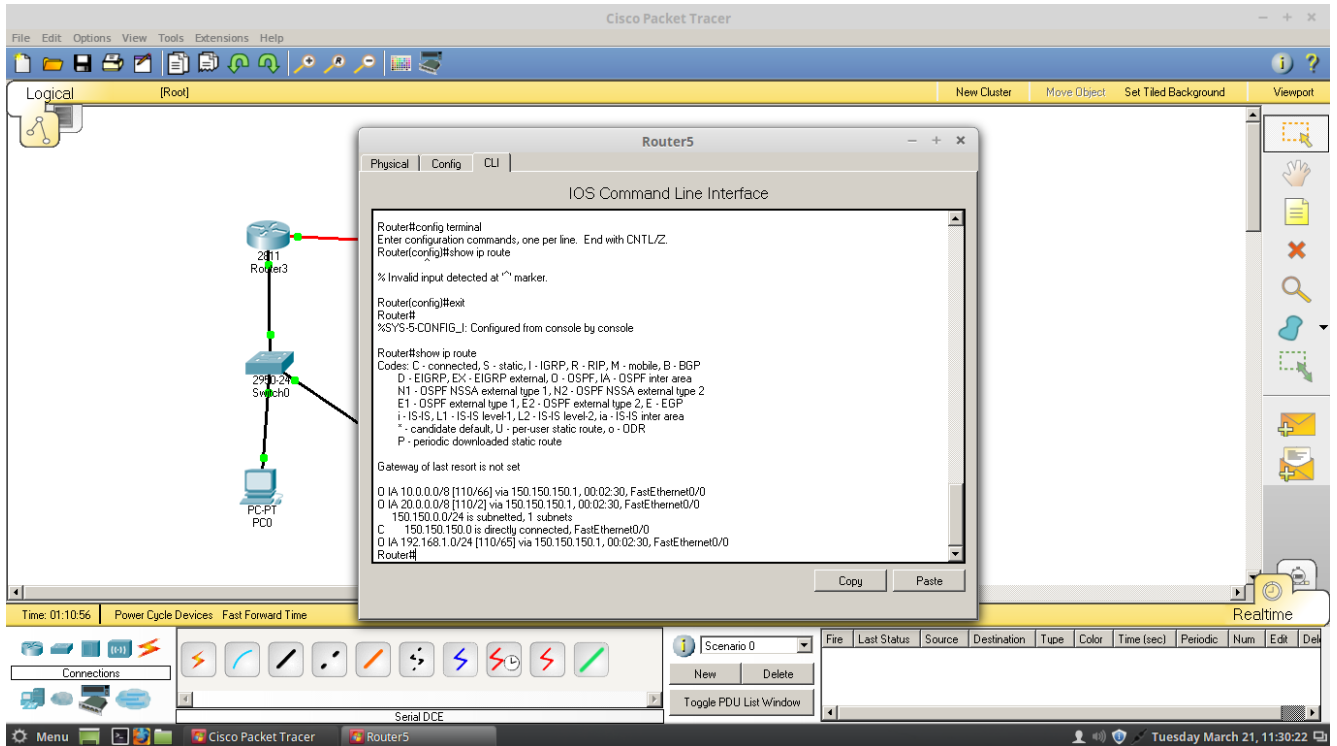 Cisco Packet Tracer
File Edit Options View Tools Extensions Help
Logical
[Root]
New Cluster
Move Object
Set Tiled Background
Viewport
2811
Router3
2950-24
Switch0
PC-PT
PC0
Router5
Physical Config CLI
IOS Command Line Interface
Router#config terminal
Enter configuration commands, one per line. End with CNTL/Z.
Router(config)#show ip route
^
% Invalid input detected at '^' marker.
Router(config)#exit
Router#
%SYS-5-CONFIG_I: Configured from console by console
Router#show ip route
Codes: C - connected, S - static, I - IGRP, R - RIP, M - mobile, B - BGP
D - EIGRP, EX - EIGRP external, O - OSPF, IA - OSPF inter area
N1 - OSPF NSSA external type 1, N2 - OSPF NSSA external type 2
E1 - OSPF external type 1, E2 - OSPF external type 2, E - EGP
i - IS-IS, L1 - IS-IS level-1, L2 - IS-IS level-2, ia - IS-IS inter area
* - candidate default, U - per-user static route, o - ODR
P - periodic downloaded static route
Gateway of last resort is not set
O IA 10.0.0.0/8 [110/66] via 150.150.150.1, 00:02:30, FastEthernet0/0
O IA 20.0.0.0/8 [110/2] via 150.150.150.1, 00:02:30, FastEthernet0/0
150.150.0.0/24 is subnetted, 1 subnets
C 150.150.150.0 is directly connected, FastEthernet0/0
O IA 192.168.1.0/24 [110/65] via 150.150.150.1, 00:02:30, FastEthernet0/0
Router#
Copy
Paste
Time: 01:10:56
Power Cycle Devices Fast Forward Time
Realtime
Connections
Serial DCE
Scenario 0
New
Delete
Toggle PDU List Window
Fire Last Status Source Destination Type Color Time (sec) Periodic Num Edit Del
Menu
Cisco Packet Tracer
Router5
Tuesday March 21, 11:30:22